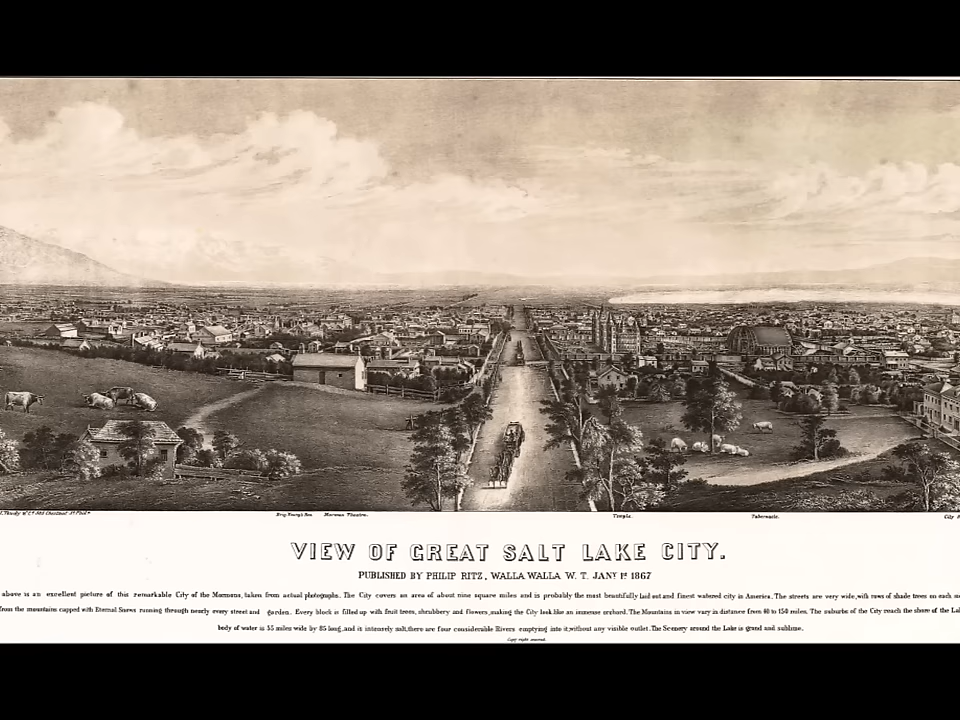 Temple.
Mormon Theatre.
Tabernacle.
VIEW OF GREAT SALT LAKE CITY.
PUBLISHED BY PHILIP RITZ, WALLA WALLA W. T. JANY 1st 1867
above is an excellent picture of this remarkable City of the Mormons, taken from actual photographs. The City covers an area of about nine square miles and is probably the most beautifully laid out and finest watered city in America. The streets are very wide, with rows of shade trees on each
from the mountains capped with Eternal Snows running through nearly every street and garden. Every block is filled up with fruit trees, shrubbery and flowers, making the City look like an immense orchard. The Mountains in view vary in distance from 40 to 150 miles. The suburbs of the City reach the shore of the
body of water is 55 miles wide by 85 long, and it intensely salt, there are four considerable Rivers emptying into it, without any visible outlet. The Scenery around the Lake is grand and sublime.
Copy right secured.